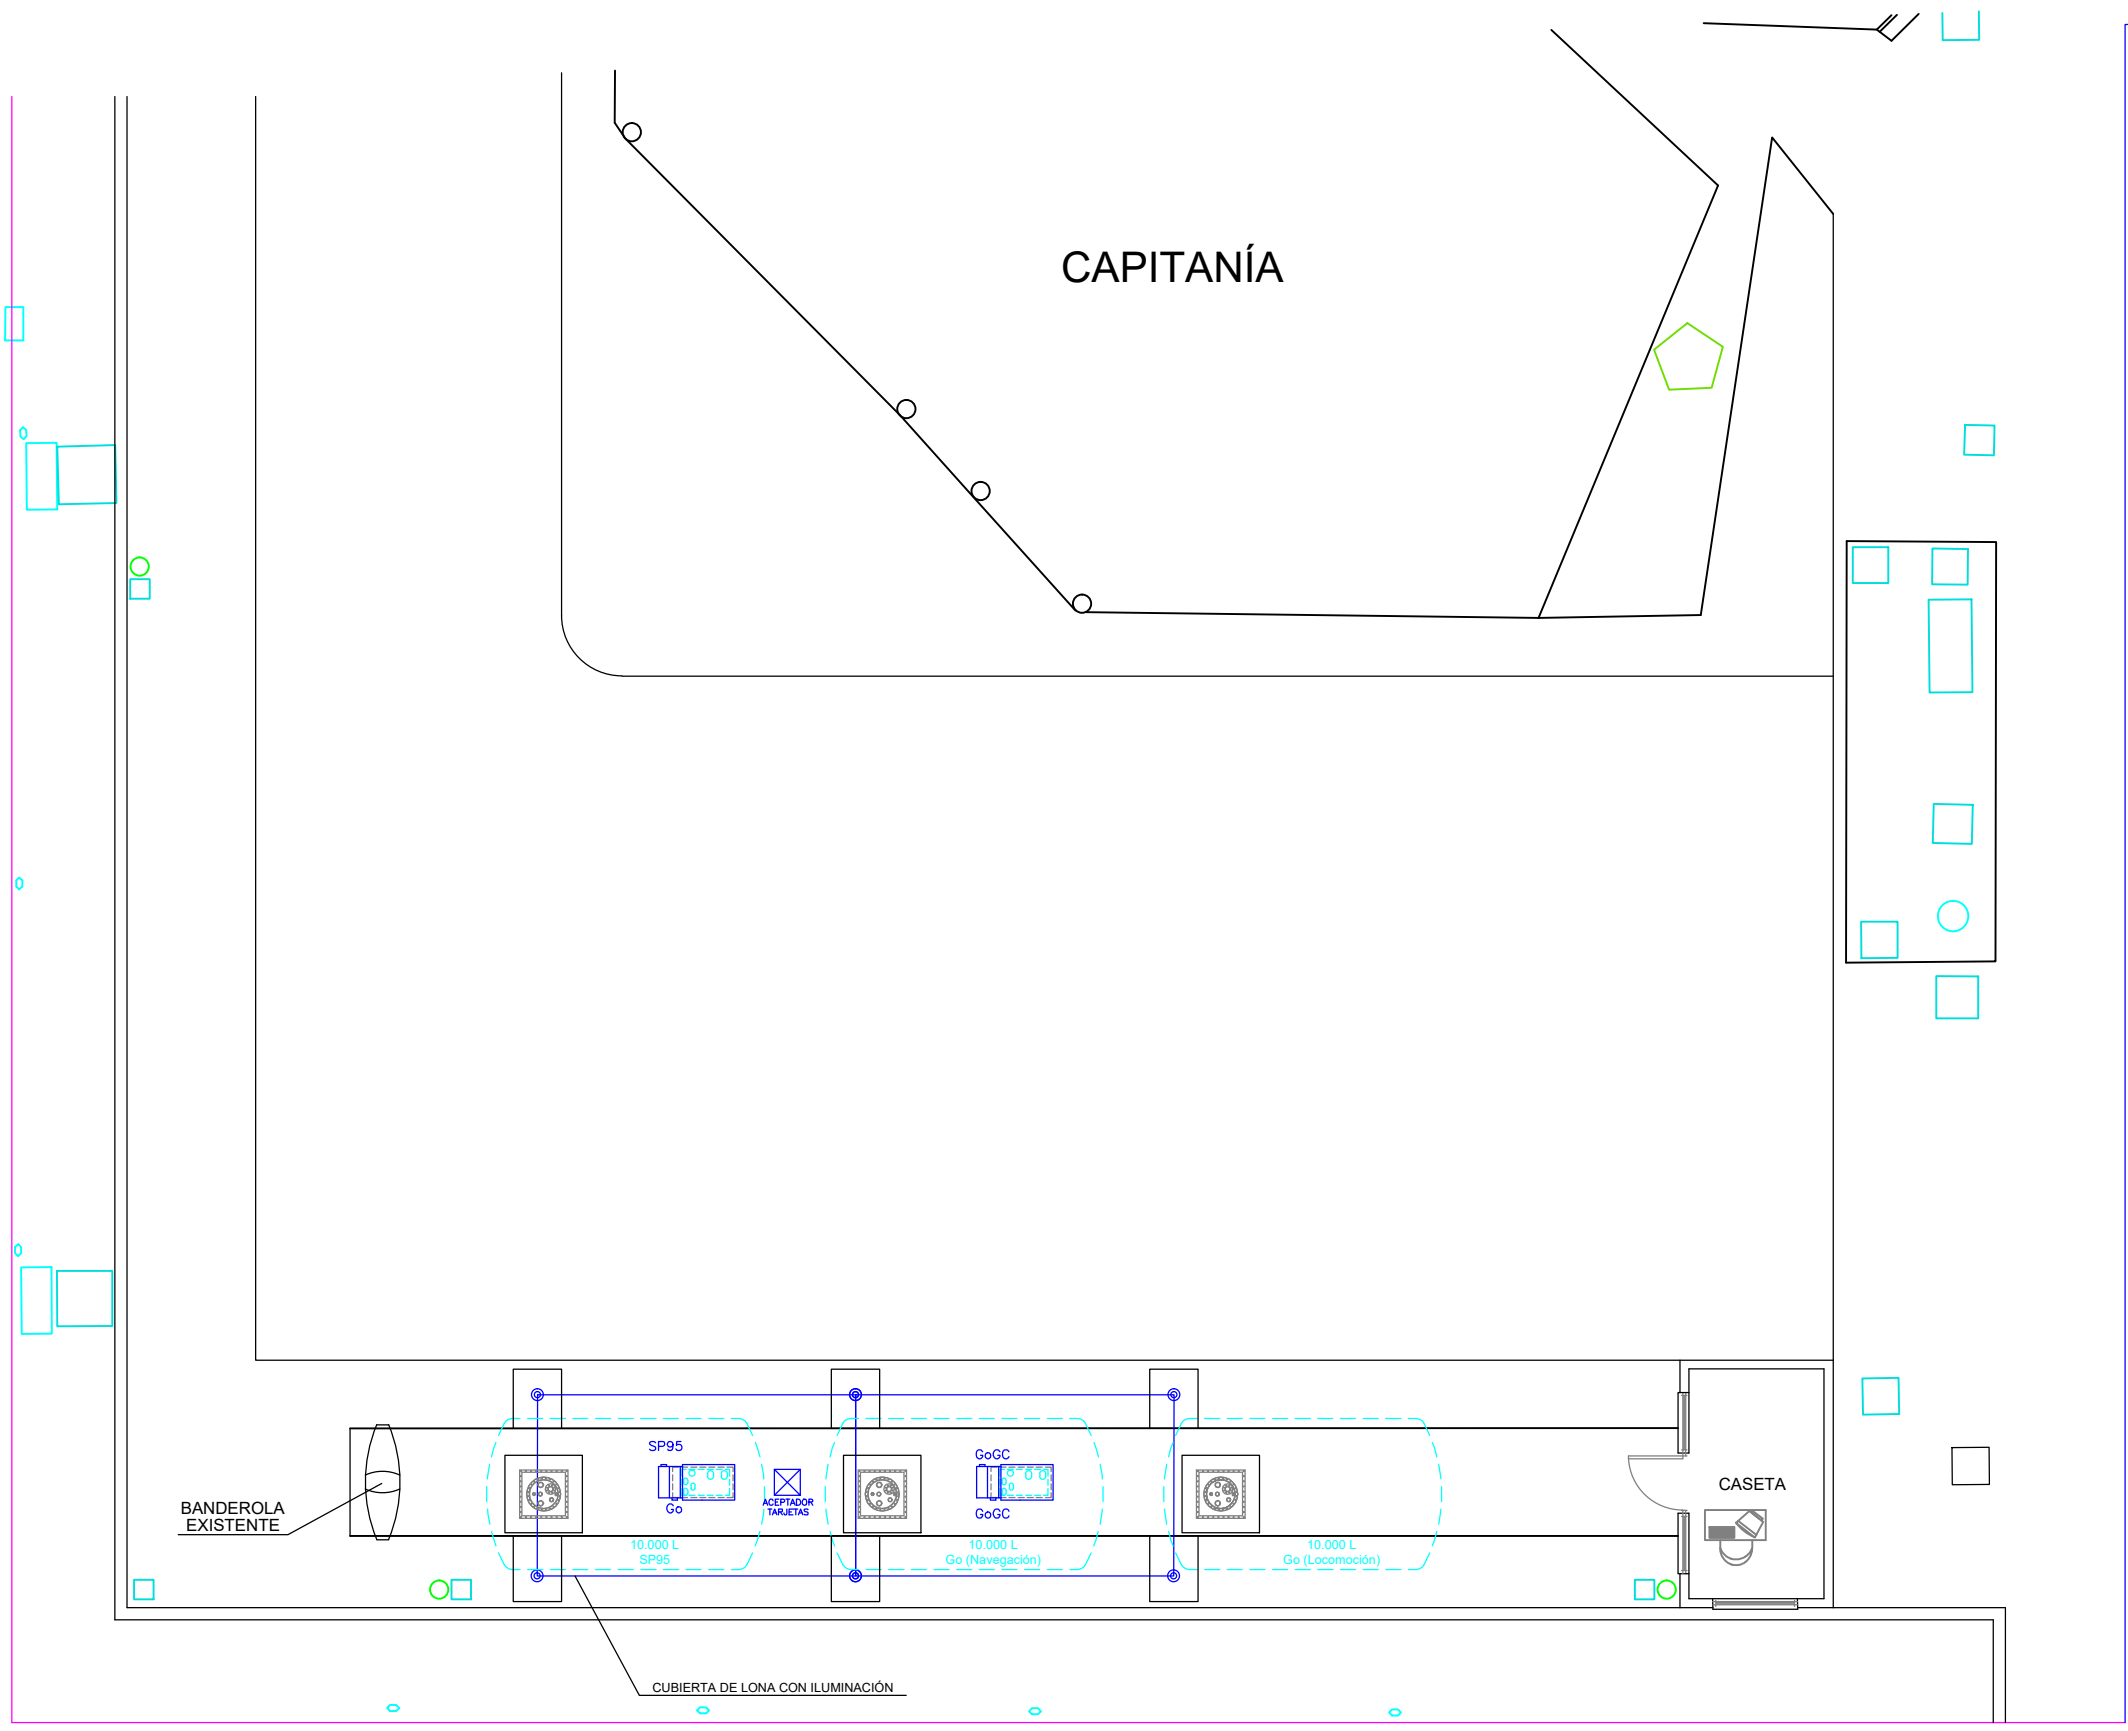 CAPITANÍA
SP95
GoGC
Go
ACEPTADOR
TARJETAS
GoGC
CASETA
BANDEROLA
EXISTENTE
10.000 L
SP95
10.000 L
Go (Navegación)
10.000 L
Go (Locomoción)
CUBIERTA DE LONA CON ILUMINACIÓN